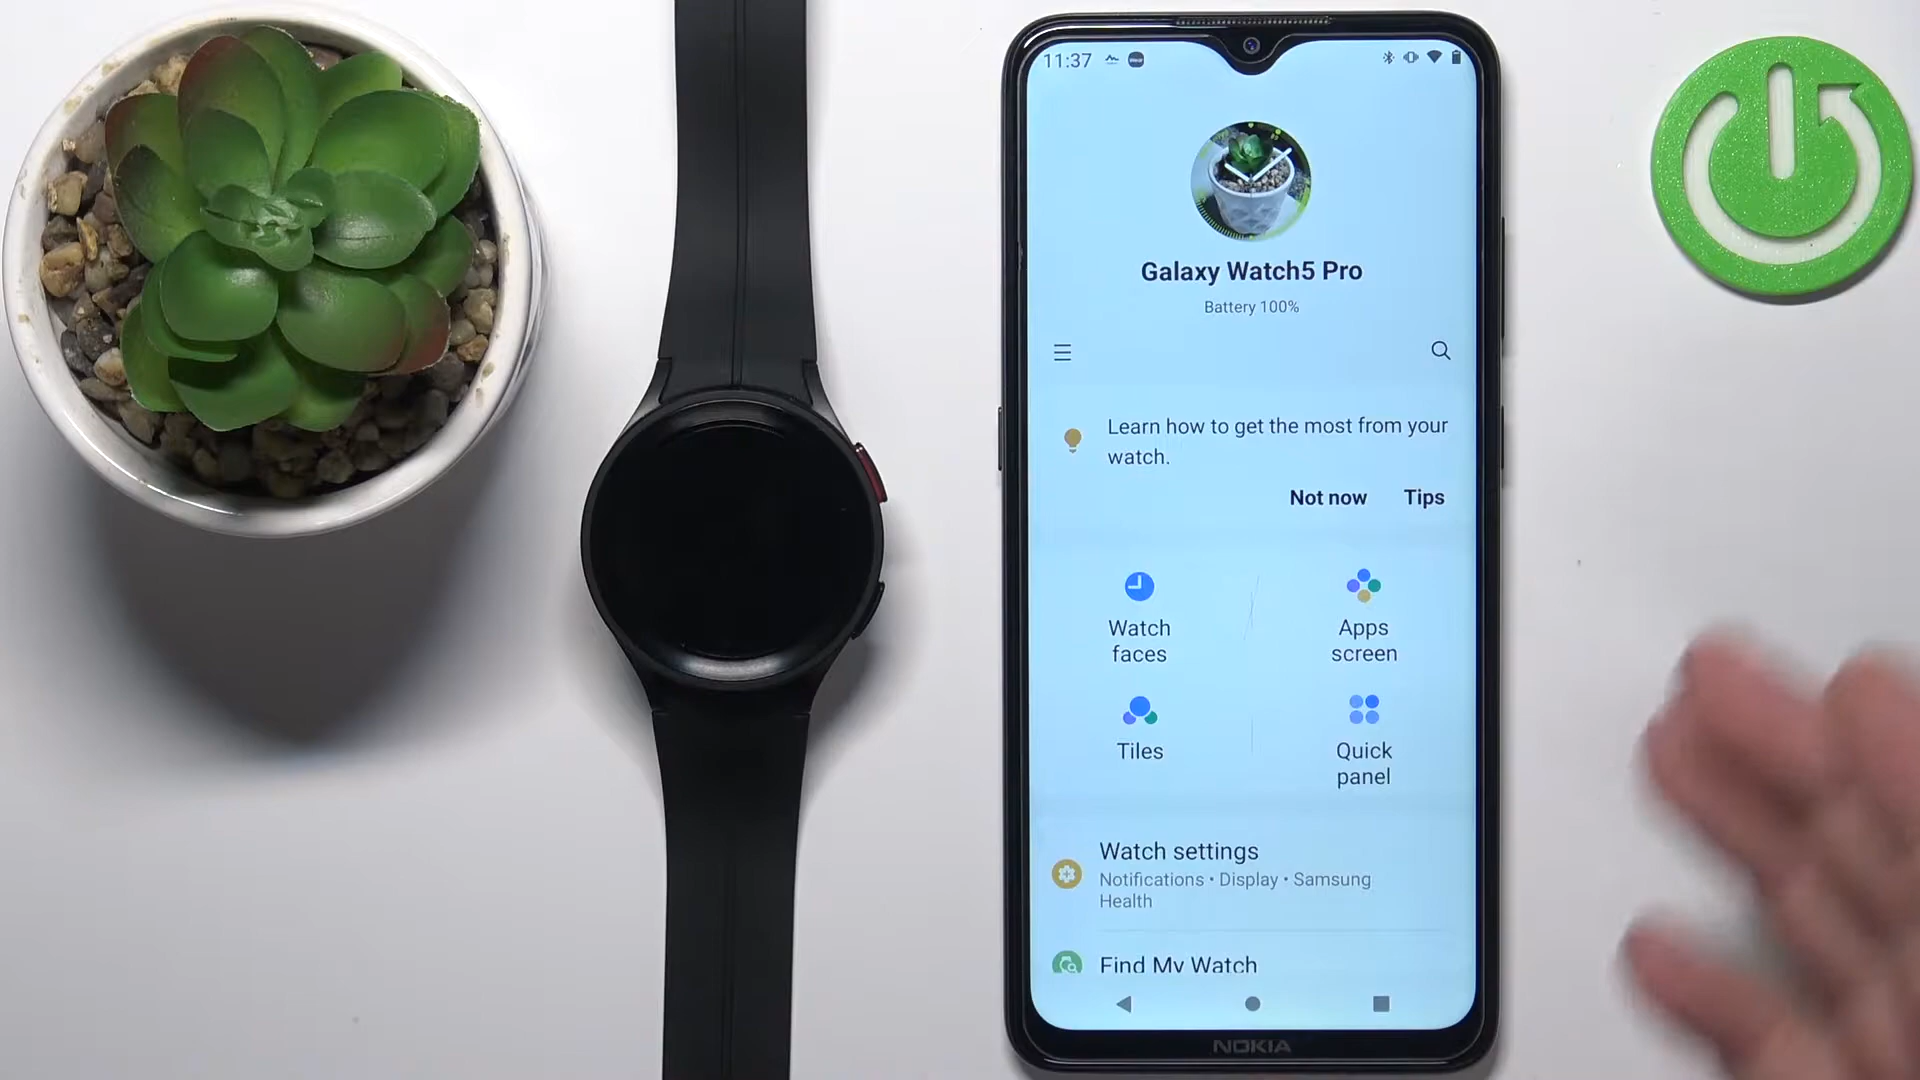 11:37
Galaxy Watch5 Pro
Battery 100%
Learn how to get the most from your
watch.
Not now
Tips
Watch
faces
Apps
screen
Tiles
Quick
panel
Watch settings
Notifications • Display • Samsung
Health
Find My Watch
NOKIA